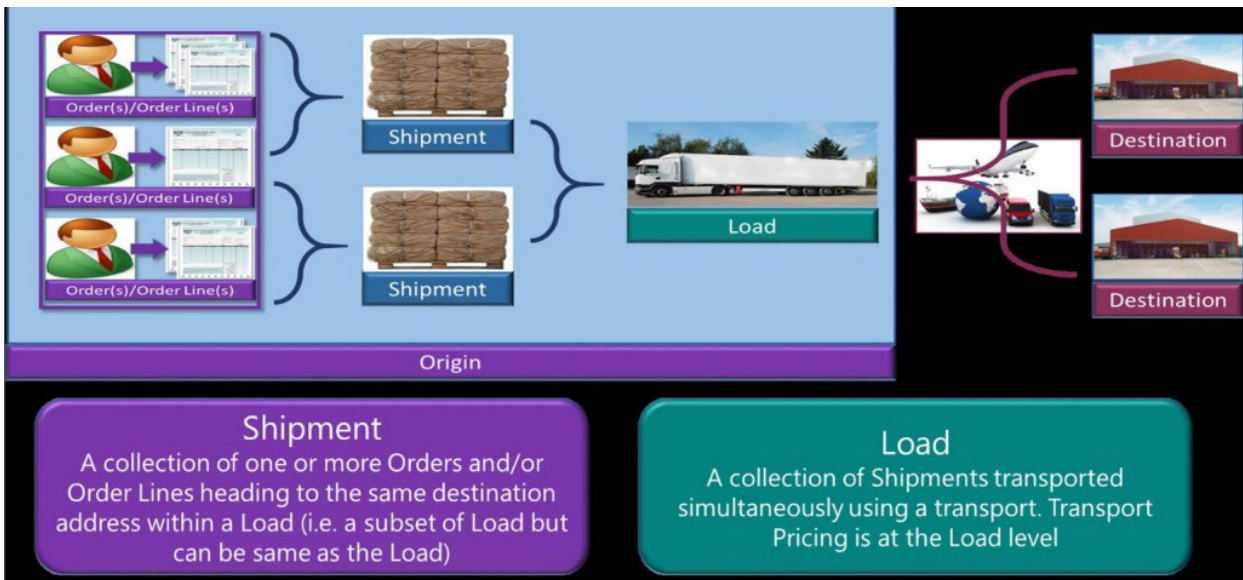 Order(s)/Order Line(s)
Order(s)/Order Line(s)
Order(s)/Order Line(s)
Shipment
Shipment
Load
Destination
Destination
Origin
Shipment
A collection of one or more Orders and/or
Order Lines heading to the same destination
address within a Load (i.e. a subset of Load but
can be same as the Load)
Load
A collection of Shipments transported
simultaneously using a transport. Transport
Pricing is at the Load level